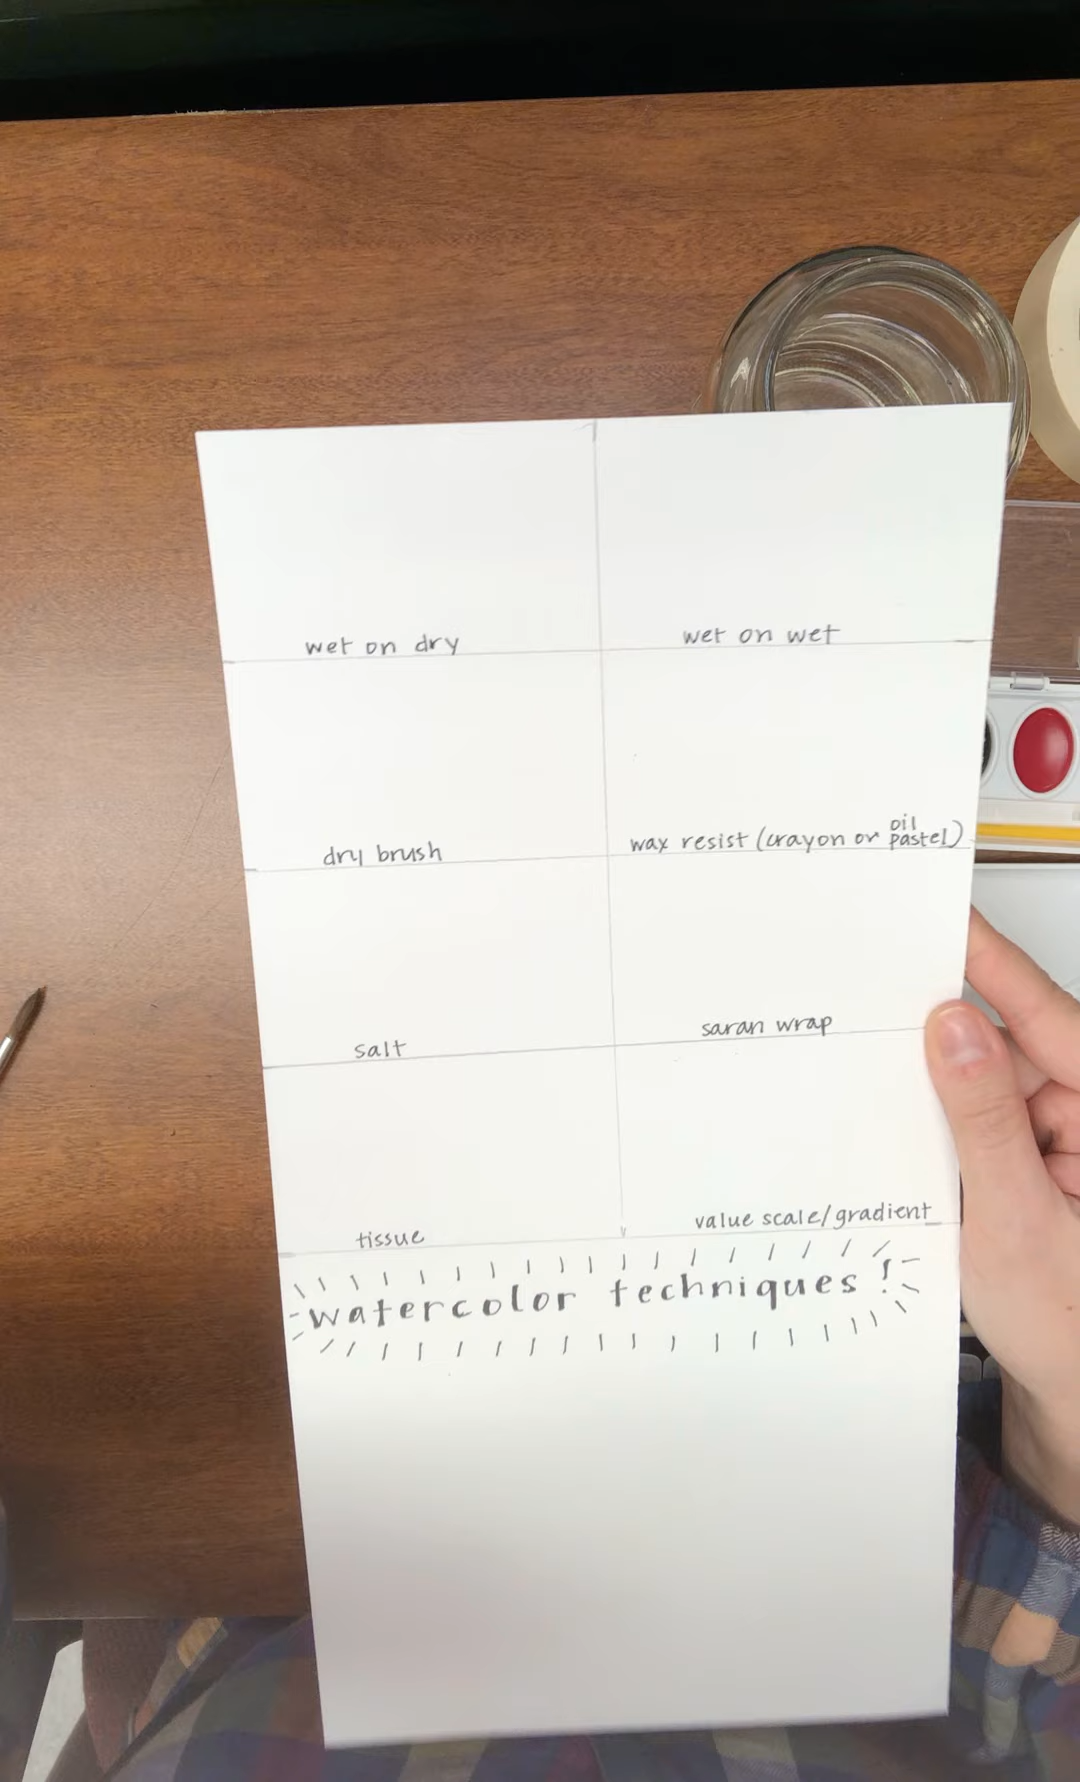 wet on dry
wet on wet
dry brush
wax resist (crayon or oil pastel)
salt
saran wrap
tissue
value scale/gradient
watercolor techniques!